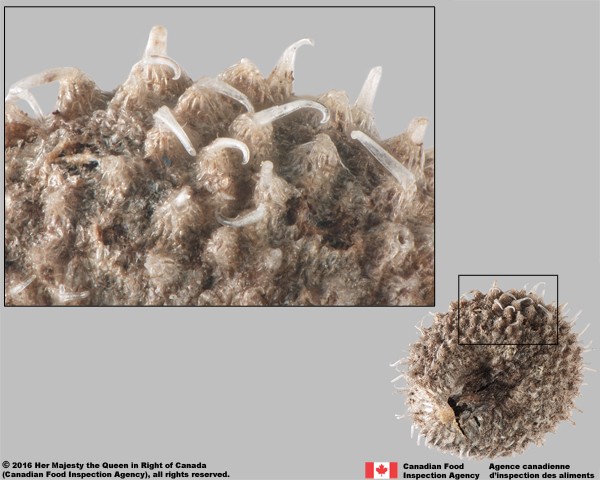 © 2016 Her Majesty the Queen in Right of Canada
(Canadian Food Inspection Agency), all rights reserved.
Canadian Food
Inspection Agency
Agence canadienne
d'inspection des aliments